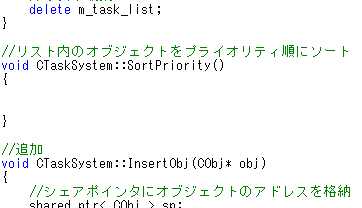 delete m_task_list;
}
//リスト内のオブジェクトをプライオリティ順にソート
void CTaskSystem::SortPriority()
{
}
//追加
void CTaskSystem::InsertObj(CObj* obj)
{
//シェアポインタにオブジェクトのアドレスを格納
shared_ptr< CObj > sp;